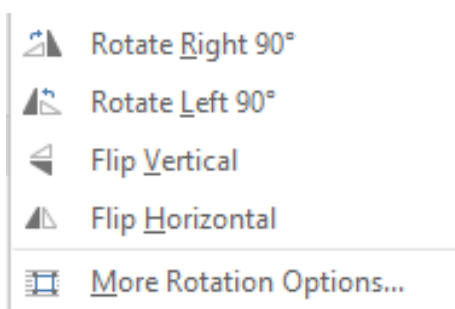 Rotate Right 90°
Rotate Left 90°
Flip Vertical
Flip Horizontal
More Rotation Options...